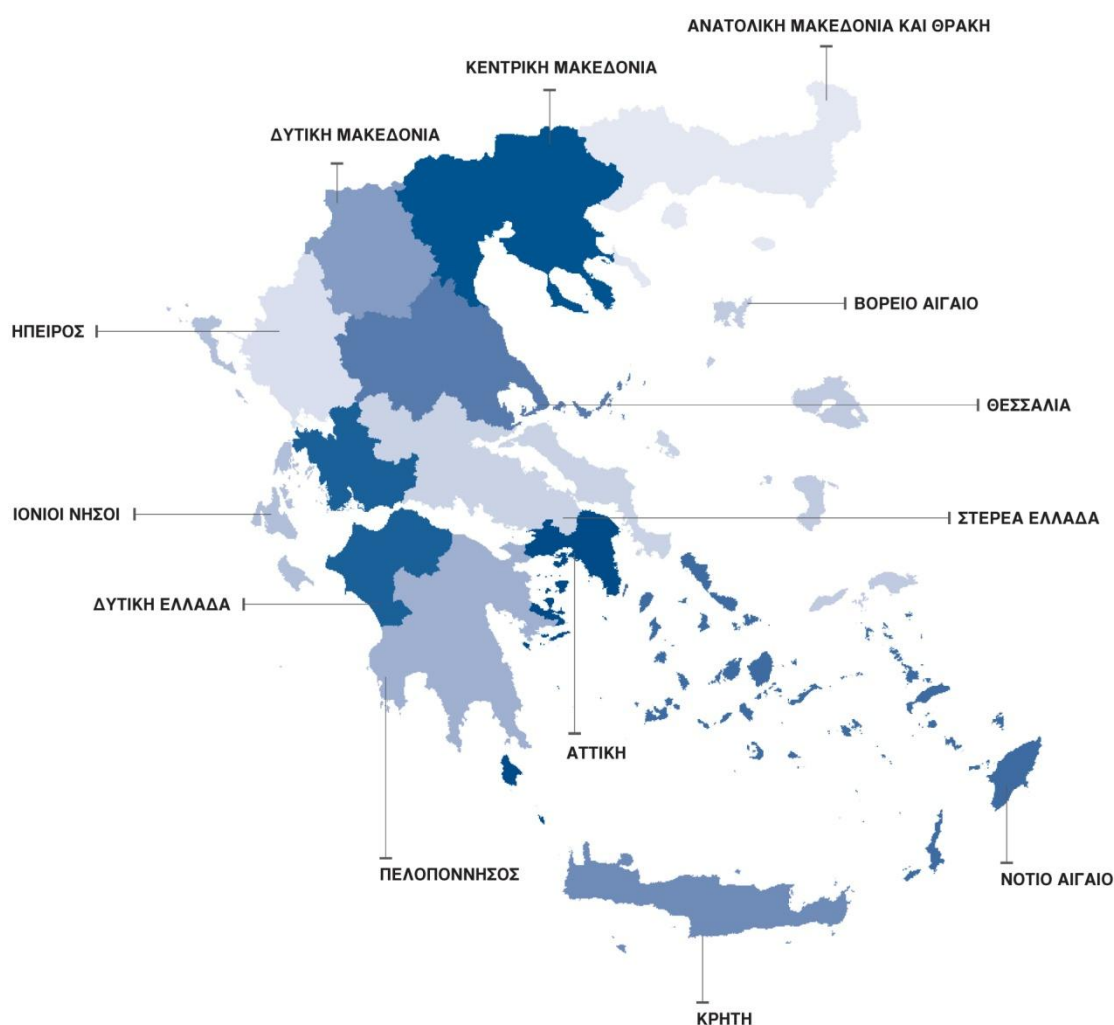 ΑΝΑΤΟΛΙΚΗ ΜΑΚΕΔΟΝΙΑ ΚΑΙ ΘΡΑΚΗ
ΚΕΝΤΡΙΚΗ ΜΑΚΕΔΟΝΙΑ
ΔΥΤΙΚΗ ΜΑΚΕΔΟΝΙΑ
ΒΟΡΕΙΟ ΑΙΓΑΙΟ
ΗΠΕΙΡΟΣ
ΘΕΣΣΑΛΙΑ
ΙΟΝΙΟΙ ΝΗΣΟΙ
ΣΤΕΡΕΑ ΕΛΛΑΔΑ
ΔΥΤΙΚΗ ΕΛΛΑΔΑ
ΑΤΤΙΚΗ
ΠΕΛΟΠΟΝΝΗΣΟΣ
ΝΟΤΙΟ ΑΙΓΑΙΟ
ΚΡΗΤΗ